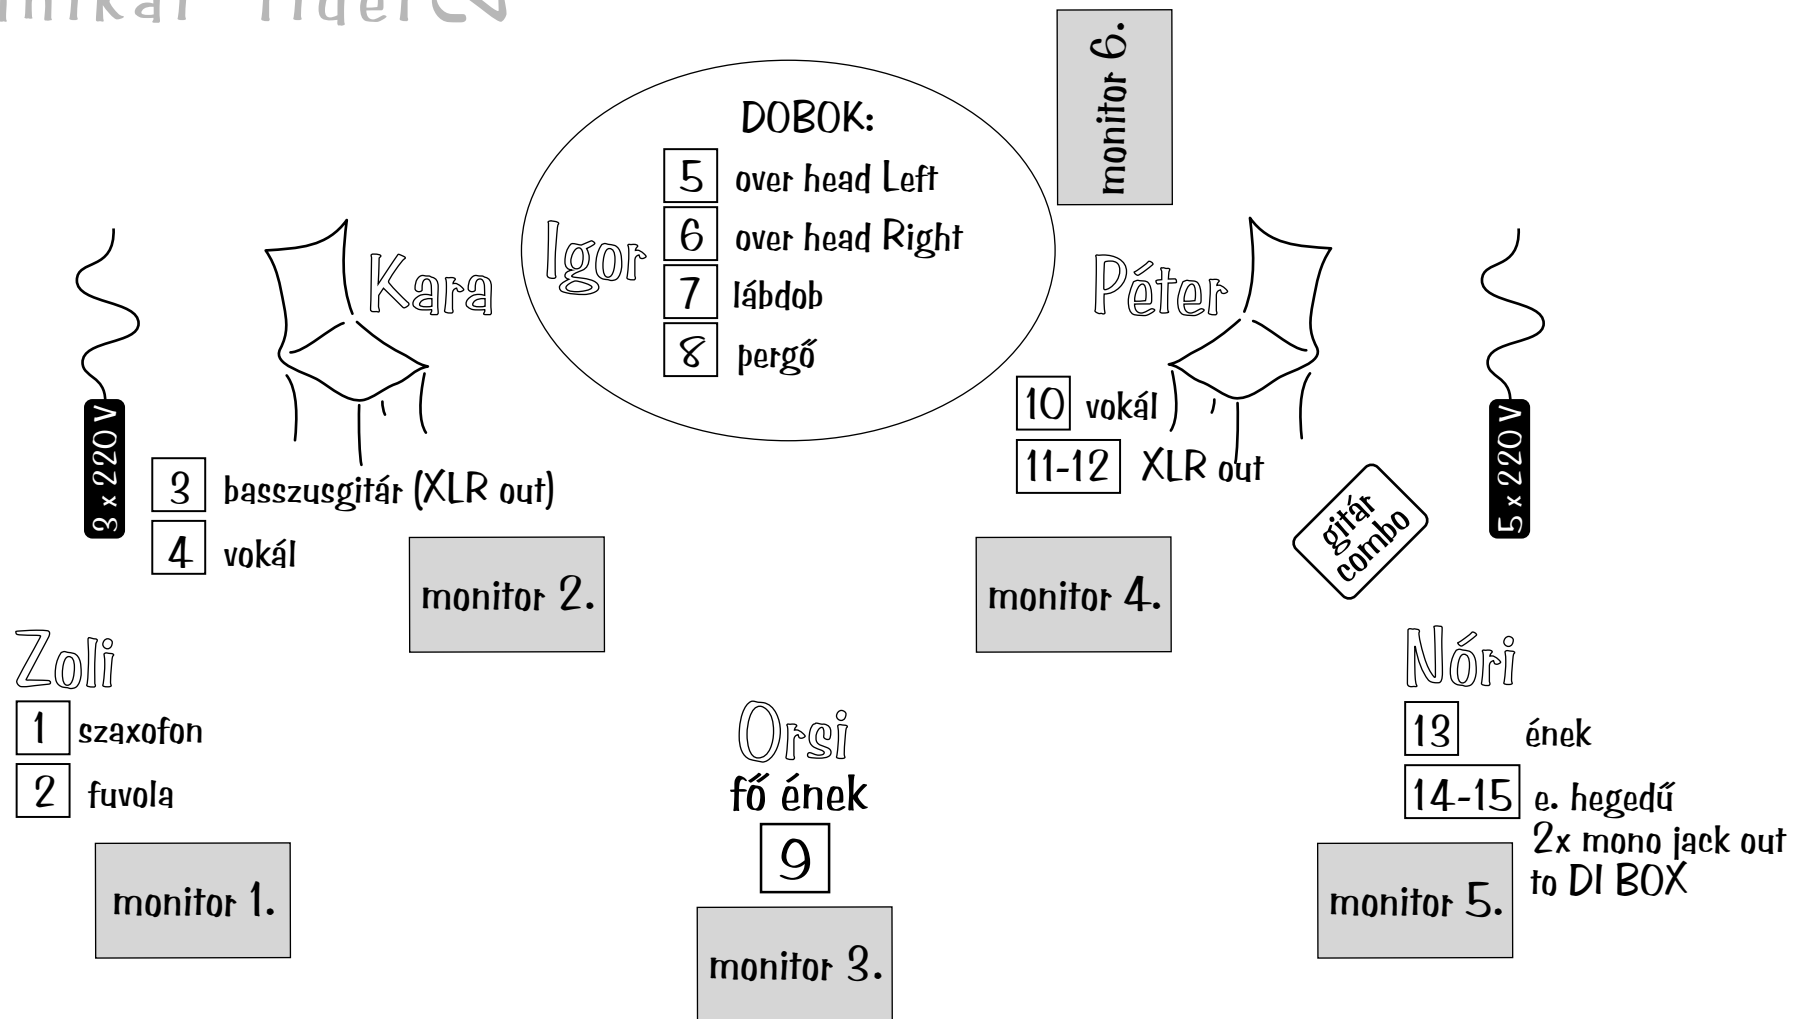 DOBOK:
5 over head Left
6 over head Right
7 lábdob
8 pergő
Igor
monitor 6.
Kara
3 x 220 V
3 basszusgitár (XLR out)
4 vokál
monitor 2.
Péter
10 vokál
11-12 XLR out
gitár
combo
5 x 220 V
monitor 4.
Zoli
1 szaxofon
2 fuvola
monitor 1.
Orsi
fő ének
9
monitor 3.
Nóri
13 ének
14-15 e. hegedű
2x mono jack out
to DI BOX
monitor 5.